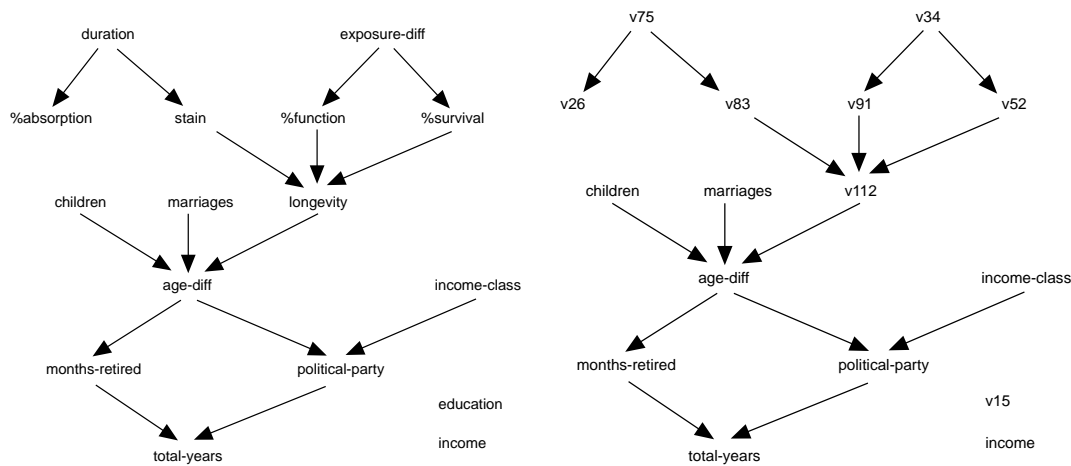 duration
exposure-diff
%absorption
stain
%function
%survival
children
marriages
longevity
age-diff
income-class
months-retired
political-party
education
income
total-years
v75
v34
v26
v83
v91
v52
children
marriages
v112
age-diff
income-class
months-retired
political-party
v15
income
total-years